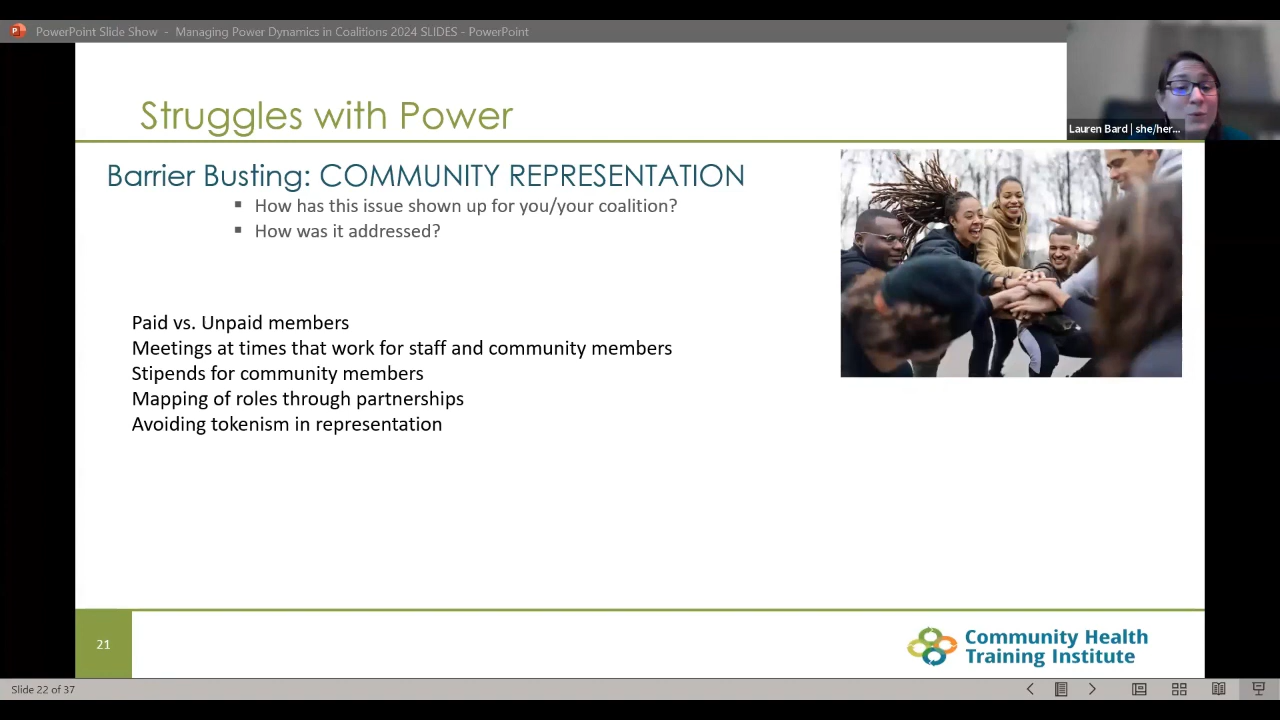 PowerPoint Slide Show - Managing Power Dynamics in Coalitions 2024 SLIDES - PowerPoint
Lauren Bard | she/her...
Struggles with Power
Barrier Busting: COMMUNITY REPRESENTATION
▪ How has this issue shown up for you/your coalition?
▪ How was it addressed?
Paid vs. Unpaid members
Meetings at times that work for staff and community members
Stipends for community members
Mapping of roles through partnerships
Avoiding tokenism in representation
21
Community Health
Training Institute
Slide 22 of 37